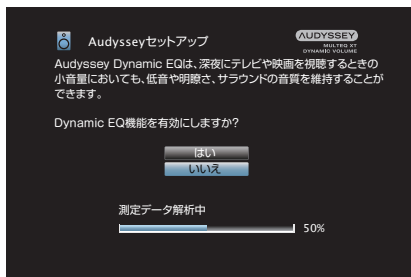 Audysseyセットアップ
AUDYSSEY
MULTEQ XT
DYNAMIC VOLUME
Audyssey Dynamic EQは、深夜にテレビや映画を視聴するときの
小音量においても、低音や明瞭さ、サラウンドの音質を維持することが
できます。
Dynamic EQ機能を有効にしますか?
はい
いいえ
測定データ解析中
50%